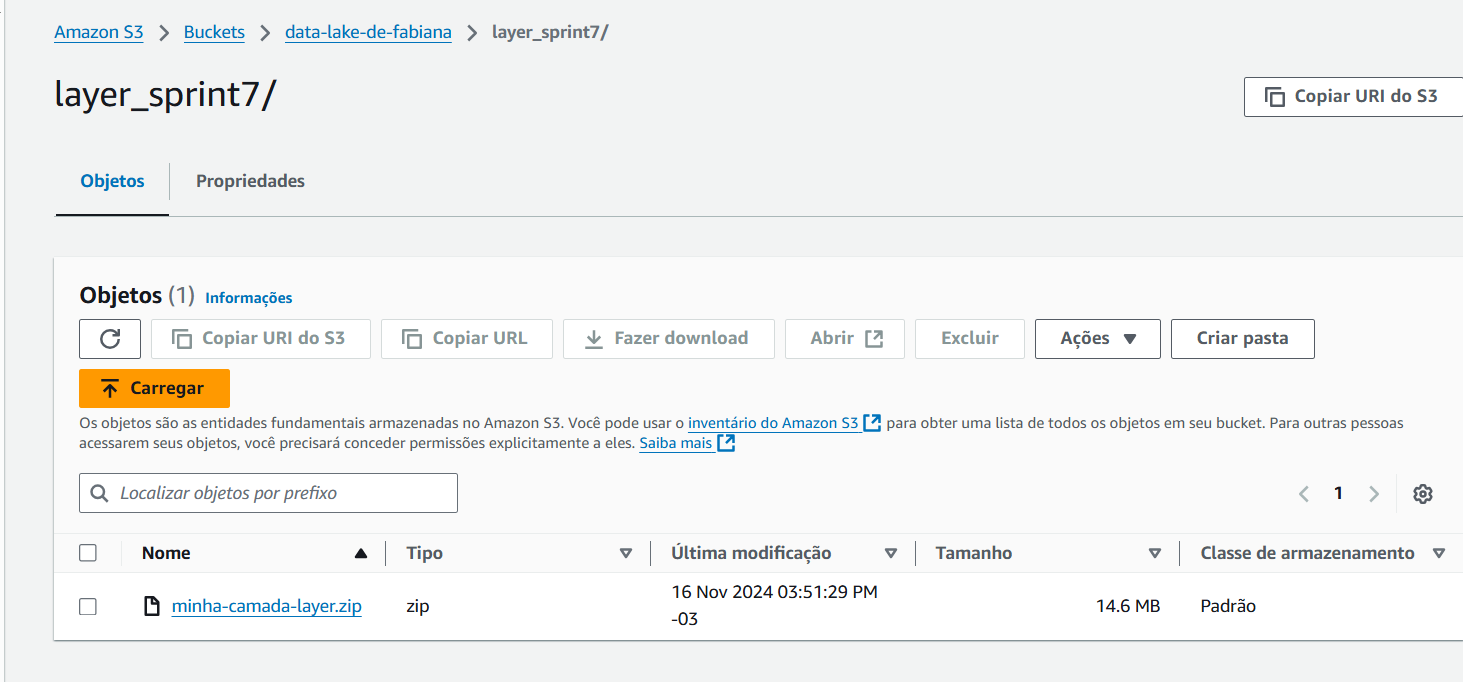 Amazon S3 > Buckets > data-lake-de-fabiana > layer_sprint7/
layer_sprint7/
Copiar URI do S3
Objetos Propriedades
Objetos (1) Informações
Copiar URI do S3 Copiar URL Fazer download Abrir Excluir Ações Criar pasta
Carregar
Os objetos são as entidades fundamentais armazenadas no Amazon S3. Você pode usar o inventário do Amazon S3 para obter uma lista de todos os objetos em seu bucket. Para outras pessoas
acessarem seus objetos, você precisará conceder permissões explicitamente a eles. Saiba mais
Localizar objetos por prefixo
1
Nome Tipo Última modificação Tamanho Classe de armazenamento
minha-camada-layer.zip zip 16 Nov 2024 03:51:29 PM 14.6 MB Padrão
-03